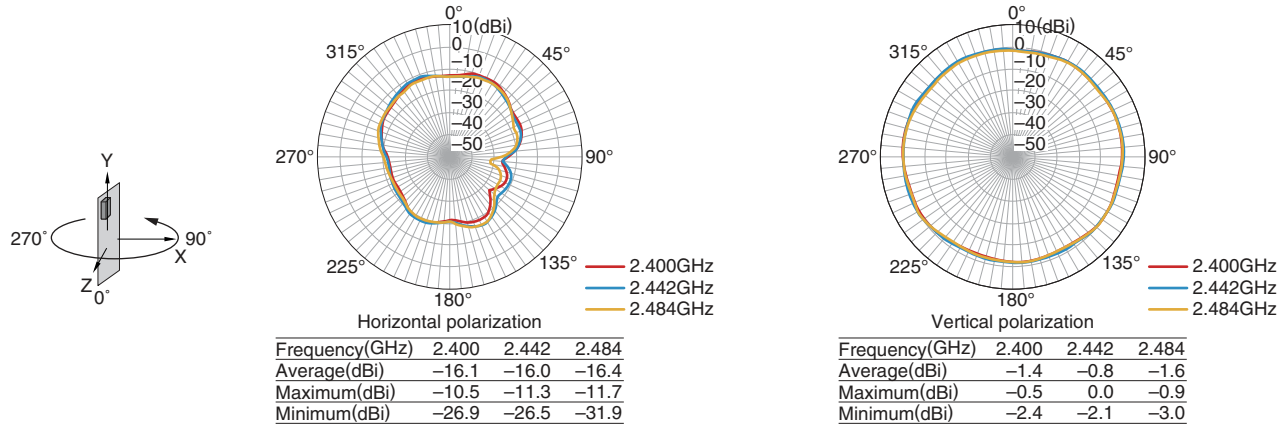 Y
270˚
90˚
X
Z
0˚
0°
10(dBi)
0
–10
–20
–30
–40
–50
315°
45°
270°
90°
225°
135°
180°
2.400GHz
2.442GHz
2.484GHz
Horizontal polarization
Frequency(GHz) 2.400 2.442 2.484
Average(dBi) –16.1 –16.0 –16.4
Maximum(dBi) –10.5 –11.3 –11.7
Minimum(dBi) –26.9 –26.5 –31.9
0°
10(dBi)
0
–10
–20
–30
–40
–50
315°
45°
270°
90°
225°
135°
180°
2.400GHz
2.442GHz
2.484GHz
Vertical polarization
Frequency(GHz) 2.400 2.442 2.484
Average(dBi) –1.4 –0.8 –1.6
Maximum(dBi) –0.5 0.0 –0.9
Minimum(dBi) –2.4 –2.1 –3.0